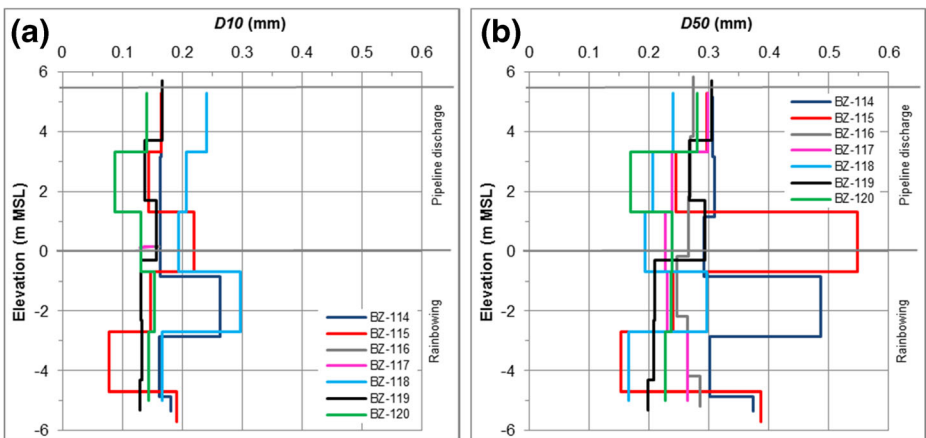 (a)
D10 (mm)
0 0.1 0.2 0.3 0.4 0.5 0.6
Elevation (m MSL)
6
4
2
0
-2
-4
-6
Pipeline discharge
Rainbowing
BZ-114
BZ-115
BZ-116
BZ-117
BZ-118
BZ-119
BZ-120
(b)
D50 (mm)
0 0.1 0.2 0.3 0.4 0.5 0.6
Elevation (m MSL)
6
4
2
0
-2
-4
-6
BZ-114
BZ-115
BZ-116
BZ-117
BZ-118
BZ-119
BZ-120
Pipeline discharge
Rainbowing